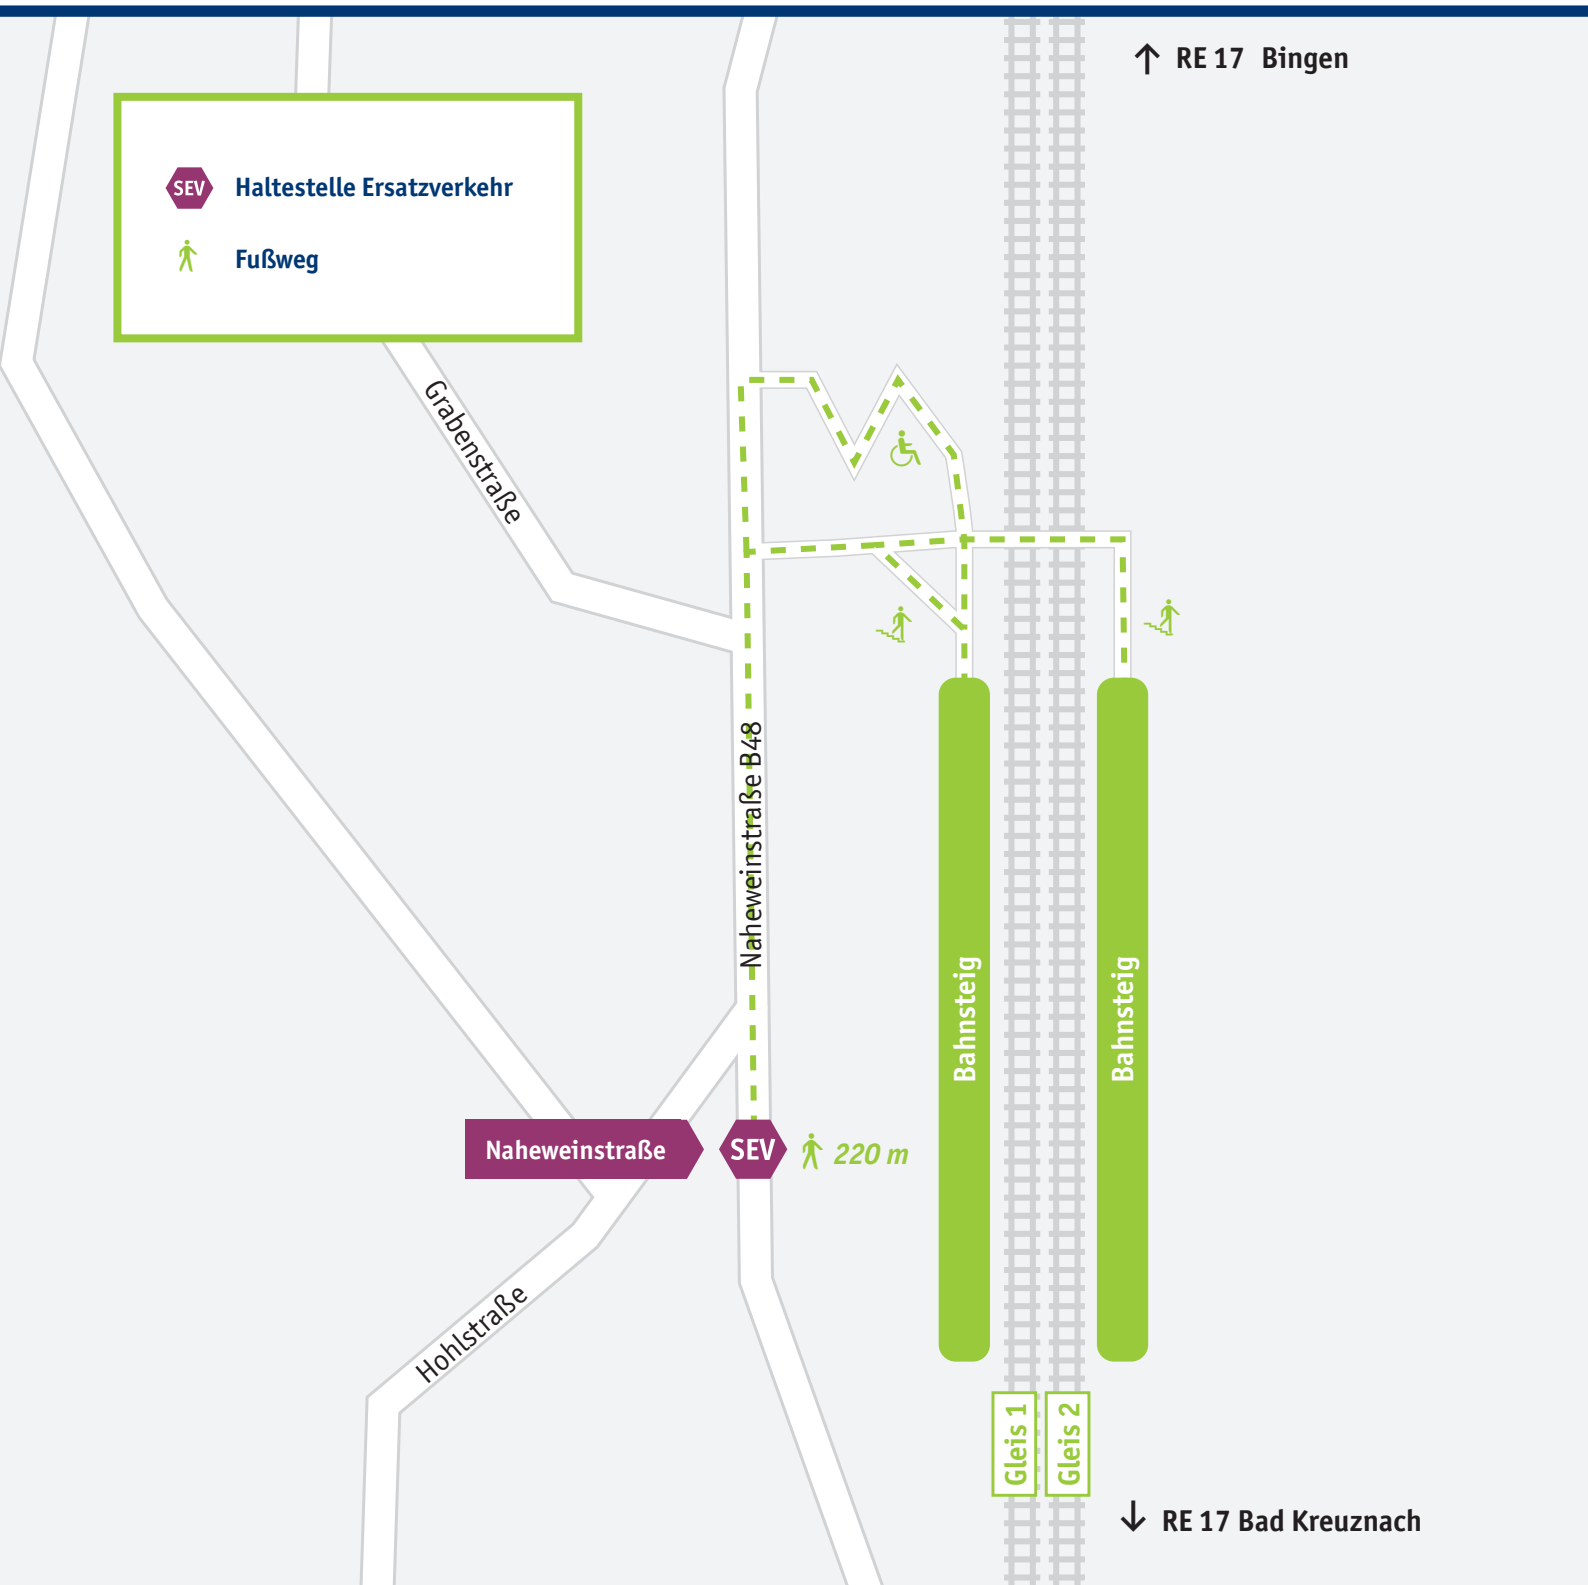 ↑ RE 17 Bingen
SEV Haltestelle Ersatzverkehr
Fußweg
Grabenstraße
Naheweinstraße B48
Bahnsteig
Bahnsteig
Naheweinstraße
SEV
220 m
Hohlstraße
Gleis 1
Gleis 2
↓ RE 17 Bad Kreuznach